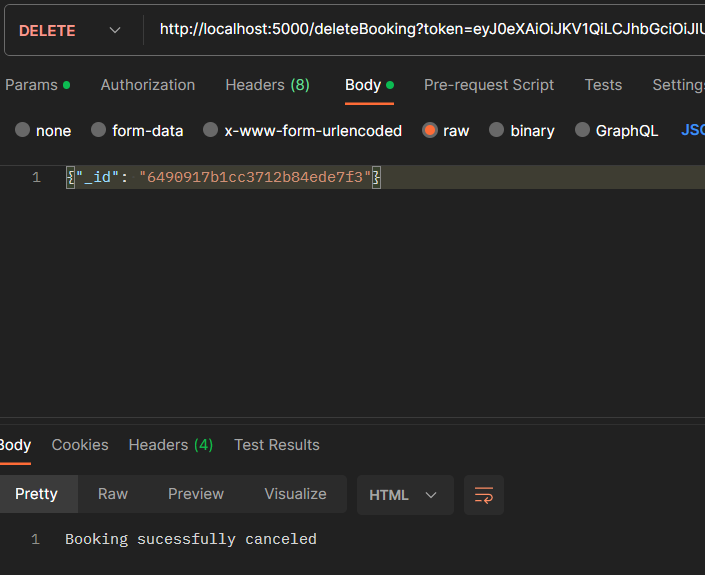 DELETE http://localhost:5000/deleteBooking?token=eyJ0eXAiOiJKV1QiLCJhbGciOiJIU
Params Authorization Headers (8) Body Pre-request Script Tests Settings
none form-data x-www-form-urlencoded raw binary GraphQL JSO
1 {"_id": "6490917b1cc3712b84ede7f3"}
Body Cookies Headers (4) Test Results
Pretty Raw Preview Visualize HTML
1 Booking sucessfully canceled